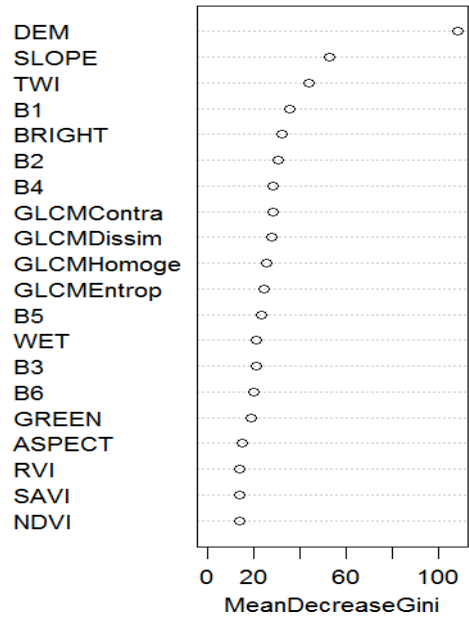 DEM
SLOPE
TWI
B1
BRIGHT
B2
B4
GLCMContra
GLCMDissim
GLCMHomoge
GLCMEntrop
B5
WET
B3
B6
GREEN
ASPECT
RVI
SAVI
NDVI
0 20 60 100
MeanDecreaseGini